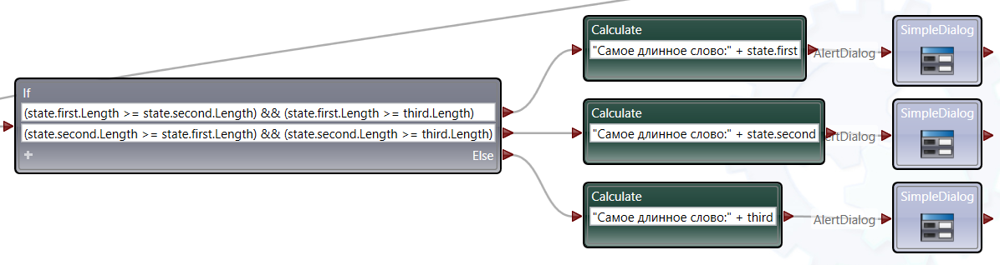 If
(state.first.Length >= state.second.Length) && (state.first.Length >= third.Length)
(state.second.Length >= state.first.Length) && (state.second.Length >= third.Length)
Else
Calculate
"Самое длинное слово:" + state.first
AlertDialog
SimpleDialog
Calculate
"Самое длинное слово:" + state.second
AlertDialog
SimpleDialog
Calculate
"Самое длинное слово:" + third
AlertDialog
SimpleDialog